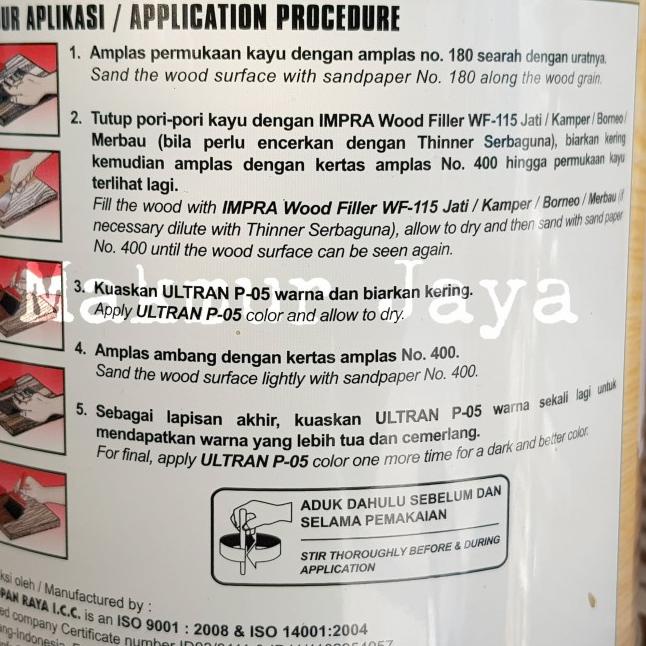 UR APLIKASI / APPLICATION PROCEDURE
1. Amplas permukaan kayu dengan amplas no. 180 searah dengan uratnya.
Sand the wood surface with sandpaper No. 180 along the wood grain.
2. Tutup pori-pori kayu dengan IMPRA Wood Filler WF-115 Jati / Kamper / Borneo /
Merbau (bila perlu encerkan dengan Thinner Serbaguna), biarkan kering
kemudian amplas dengan kertas amplas No. 400 hingga permukaan kayu
terlihat lagi.
Fill the wood with IMPRA Wood Filler WF-115 Jati / Kamper / Borneo / Merbau (if
necessary dilute with Thinner Serbaguna), allow to dry and then sand with sand paper
No. 400 until the wood surface can be seen again.
Makmur Jaya
3. Kuaskan ULTRAN P-05 warna dan biarkan kering.
Apply ULTRAN P-05 color and allow to dry.
4. Amplas ambang dengan kertas amplas No. 400.
Sand the wood surface lightly with sandpaper No. 400.
5. Sebagai lapisan akhir, kuaskan ULTRAN P-05 warna sekali lagi untuk
mendapatkan warna yang lebih tua dan cemerlang.
For final, apply ULTRAN P-05 color one more time for a dark and better color.
ADUK DAHULU SEBELUM DAN
SELAMA PEMAKAIAN
STIR THOROUGHLY BEFORE & DURING
APPLICATION
ksi oleh / Manufactured by :
PAN RAYA I.C.C. is an ISO 9001 : 2008 & ISO 14001:2004
ed company Certificate number
ng-Indonesia